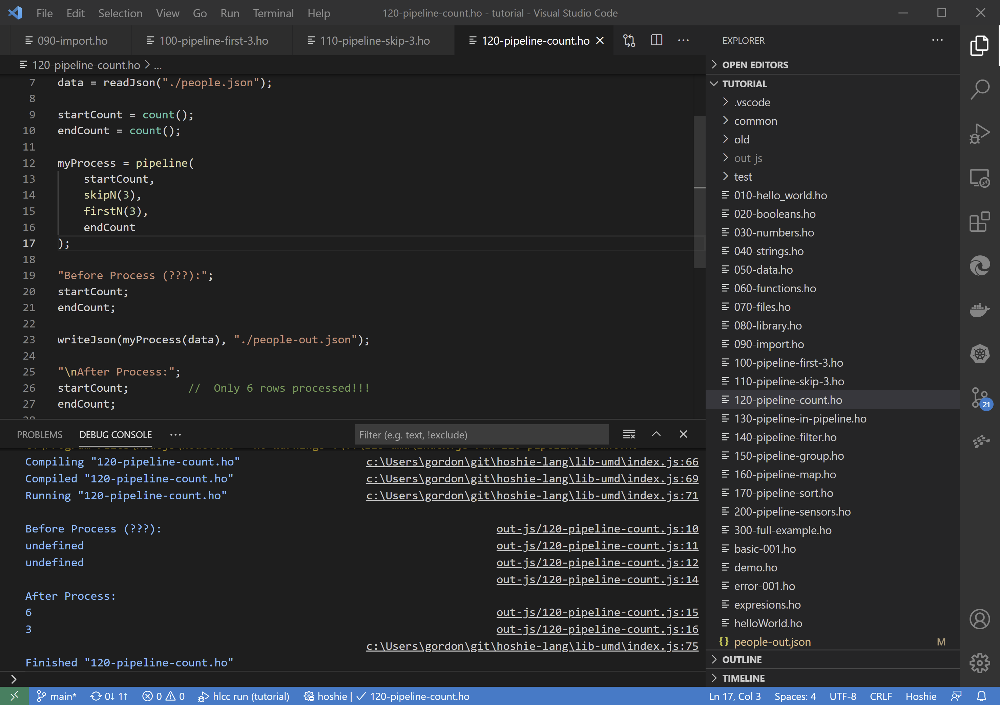 File Edit Selection View Go Run Terminal Help 120-pipeline-count.ho - tutorial - Visual Studio Code
090-import.ho 100-pipeline-first-3.ho 110-pipeline-skip-3.ho 120-pipeline-count.ho
120-pipeline-count.ho > ...
7 data = readJson("./people.json");
8
9 startCount = count();
10 endCount = count();
11
12 myProcess = pipeline(
13 startCount,
14 skipN(3),
15 firstN(3),
16 endCount
17 );
18
19 "Before Process (???):";
20 startCount;
21 endCount;
22
23 writeJson(myProcess(data), "./people-out.json");
24
25 "\nAfter Process:";
26 startCount; // Only 6 rows processed!!!
27 endCount;
PROBLEMS DEBUG CONSOLE ··· Filter (e.g. text, !exclude)
Compiling "120-pipeline-count.ho" c:\Users\gordon\git\hoshie-lang\lib-umd\index.js:66
Compiled "120-pipeline-count.ho" c:\Users\gordon\git\hoshie-lang\lib-umd\index.js:69
Running "120-pipeline-count.ho" c:\Users\gordon\git\hoshie-lang\lib-umd\index.js:71
Before Process (???): out-js/120-pipeline-count.js:10
undefined out-js/120-pipeline-count.js:11
undefined out-js/120-pipeline-count.js:12
out-js/120-pipeline-count.js:14
After Process:
6 out-js/120-pipeline-count.js:15
3 out-js/120-pipeline-count.js:16
c:\Users\gordon\git\hoshie-lang\lib-umd\index.js:75
Finished "120-pipeline-count.ho"
EXPLORER
OPEN EDITORS
TUTORIAL
.vscode
common
old
out-js
test
010-hello_world.ho
020-booleans.ho
030-numbers.ho
040-strings.ho
050-data.ho
060-functions.ho
070-files.ho
080-library.ho
090-import.ho
100-pipeline-first-3.ho
110-pipeline-skip-3.ho
120-pipeline-count.ho
130-pipeline-in-pipeline.ho
140-pipeline-filter.ho
150-pipeline-group.ho
160-pipeline-map.ho
170-pipeline-sort.ho
200-pipeline-sensors.ho
300-full-example.ho
basic-001.ho
demo.ho
error-001.ho
expresions.ho
helloWorld.ho
{} people-out.json M
OUTLINE
TIMELINE
21
main* 0↓ 1↑ 0 0 hlcc run (tutorial) hoshie | ✓ 120-pipeline-count.ho Ln 17, Col 3 Spaces: 4 UTF-8 CRLF Hoshie